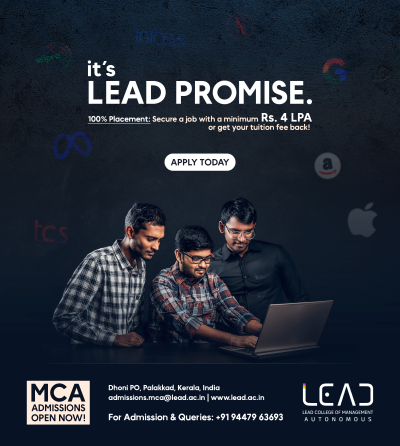 it's
LEAD PROMISE.
100% Placement: Secure a job with a minimum Rs. 4 LPA
or get your tuition fee back!
APPLY TODAY
wipro
Infosys
tcs
a
MCA
ADMISSIONS
OPEN NOW!
Dhoni PO, Palakkad, Kerala, India
admissions.mca@lead.ac.in | www.lead.ac.in
For Admission & Queries: +91 94479 63693
LEAD
LEAD COLLEGE OF MANAGEMENT
AUTONOMOUS